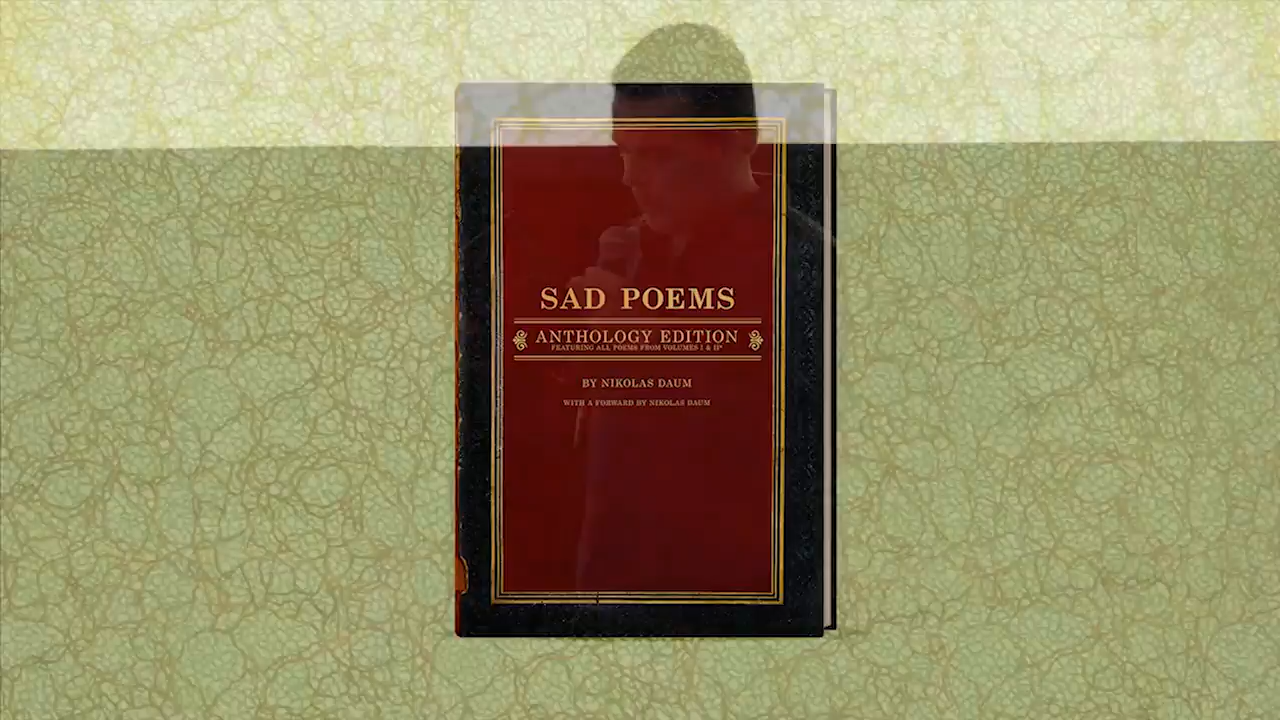 SAD POEMS
ANTHOLOGY EDITION
FEATURING ALL POEMS FROM VOLUMES I & II*
BY NIKOLAS DAUM
WITH A FORWARD BY NIKOLAS DAUM